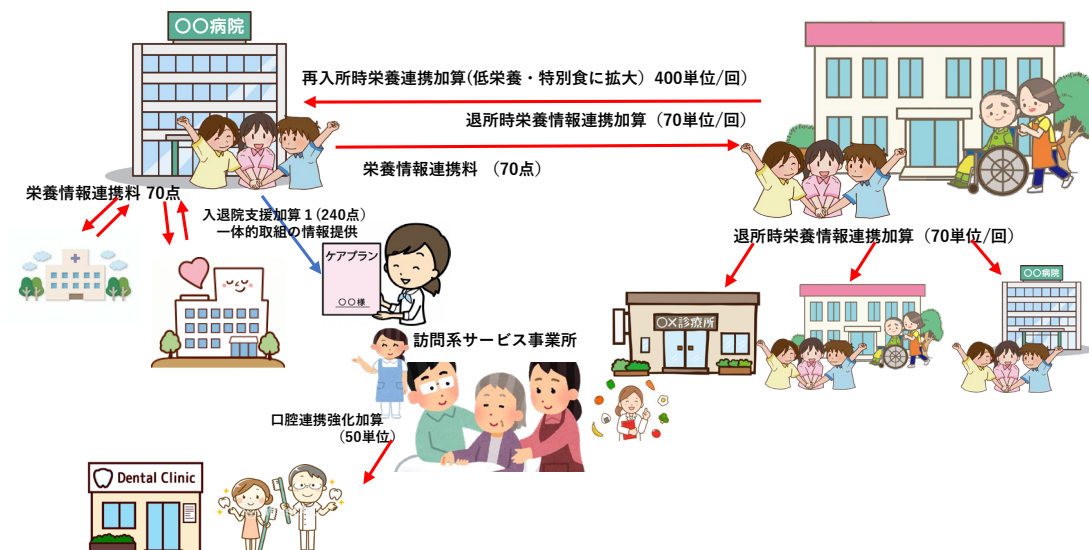 〇〇病院
再入所時栄養連携加算(低栄養・特別食に拡大）400単位/回）
退所時栄養情報連携加算（70単位/回）
栄養情報連携料 （70点）
栄養情報連携料 70点
入退院支援加算１(240点）
一体的取組の情報提供
ケアプラン
〇〇様
訪問系サービス事業所
退所時栄養情報連携加算（70単位/回）
〇〇病院
〇×診療所
口腔連携強化加算
（50単位）
Dental Clinic